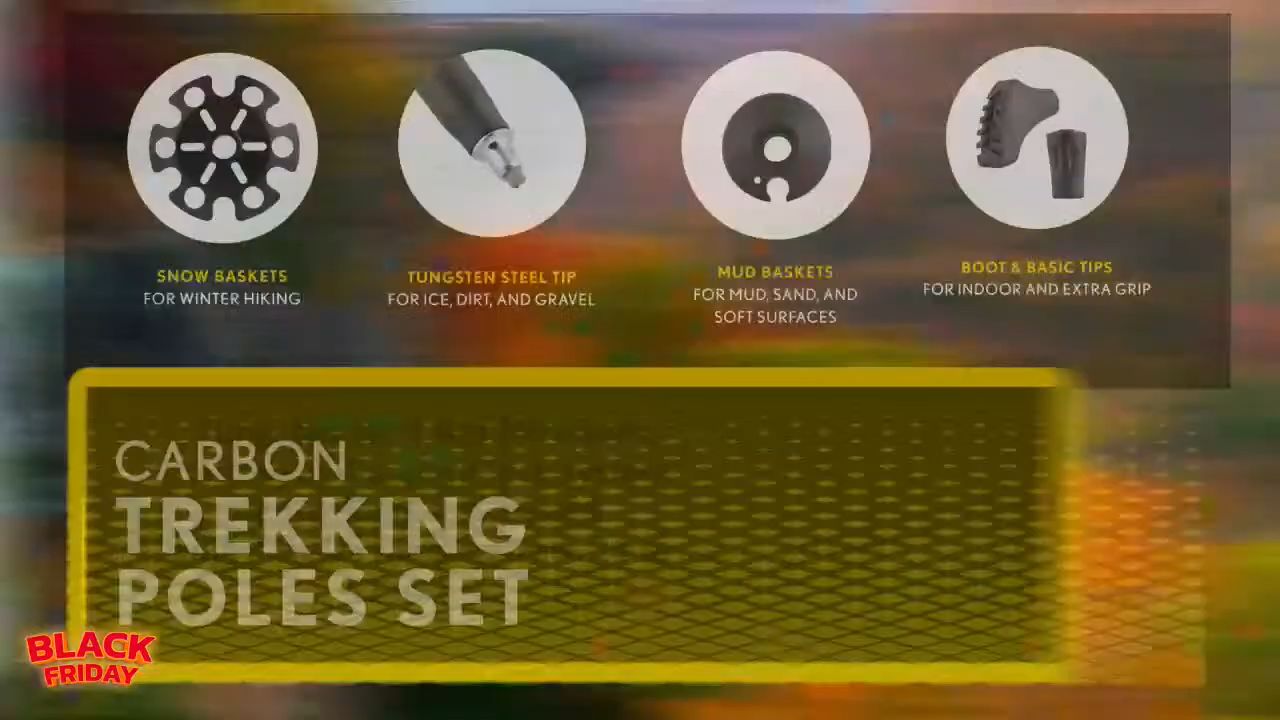 SNOW BASKETS
FOR WINTER HIKING
TUNGSTEN STEEL TIP
FOR ICE, DIRT, AND GRAVEL
MUD BASKETS
FOR MUD, SAND, AND
SOFT SURFACES
BOOT & BASIC TIPS
FOR INDOOR AND EXTRA GRIP
CARBON
TREKKING
POLES SET
BLACK
FRIDAY